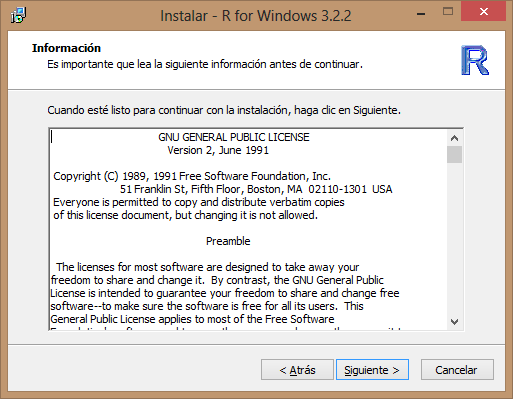 Instalar - R for Windows 3.2.2
Información
Es importante que lea la siguiente información antes de continuar.
R
Cuando esté listo para continuar con la instalación, haga clic en Siguiente.
GNU GENERAL PUBLIC LICENSE
Version 2, June 1991
Copyright (C) 1989, 1991 Free Software Foundation, Inc.
51 Franklin St, Fifth Floor, Boston, MA 02110-1301 USA
Everyone is permitted to copy and distribute verbatim copies
of this license document, but changing it is not allowed.
Preamble
The licenses for most software are designed to take away your
freedom to share and change it. By contrast, the GNU General Public
License is intended to guarantee your freedom to share and change free
software--to make sure the software is free for all its users. This
General Public License applies to most of the Free Software
< Atrás
Siguiente >
Cancelar